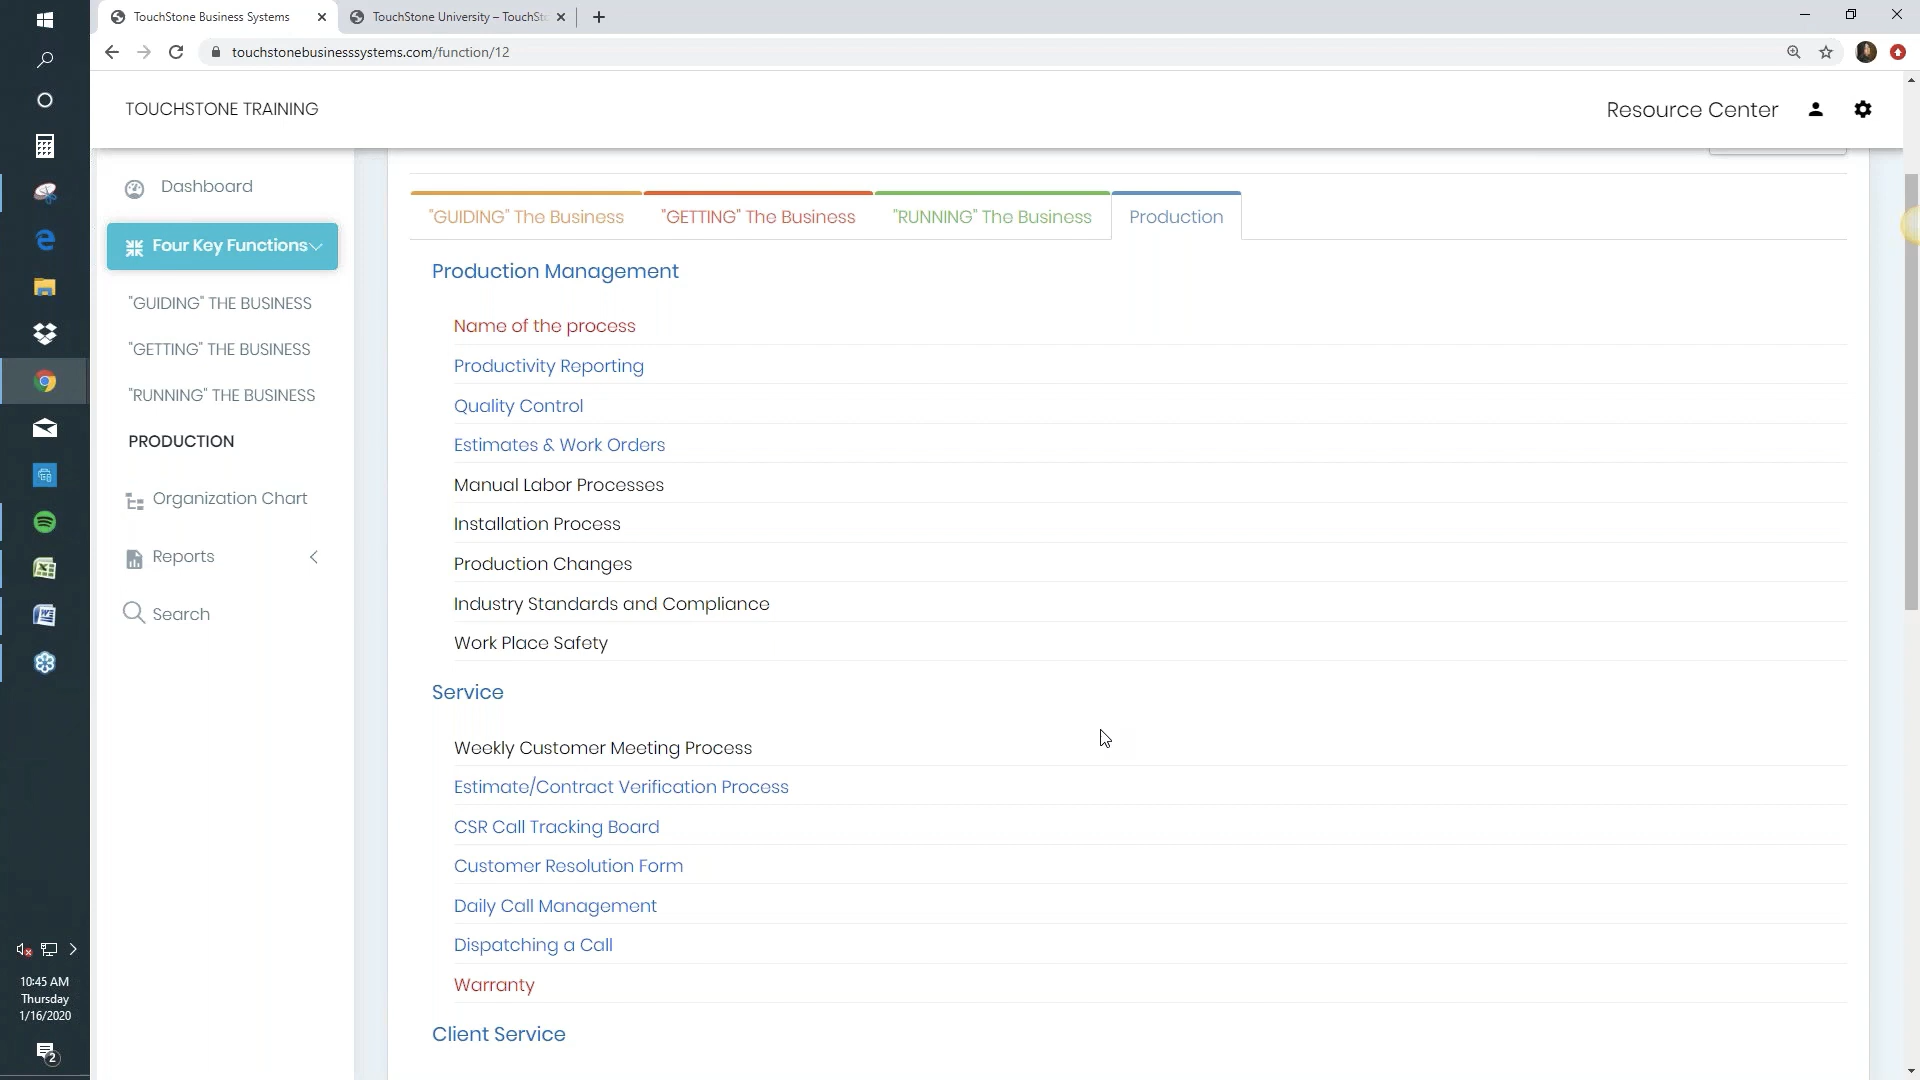 TouchStone Business Systems
TouchStone University – TouchSto
touchstonebusinesssystems.com/function/12
TOUCHSTONE TRAINING
Resource Center
Dashboard
Four Key Functions
"GUIDING" THE BUSINESS
"GETTING" THE BUSINESS
"RUNNING" THE BUSINESS
PRODUCTION
Organization Chart
Reports
Search
"GUIDING" The Business
"GETTING" The Business
"RUNNING" The Business
Production
Production Management
Name of the process
Productivity Reporting
Quality Control
Estimates & Work Orders
Manual Labor Processes
Installation Process
Production Changes
Industry Standards and Compliance
Work Place Safety
Service
Weekly Customer Meeting Process
Estimate/Contract Verification Process
CSR Call Tracking Board
Customer Resolution Form
Daily Call Management
Dispatching a Call
Warranty
Client Service
10:45 AM
Thursday
1/16/2020
2